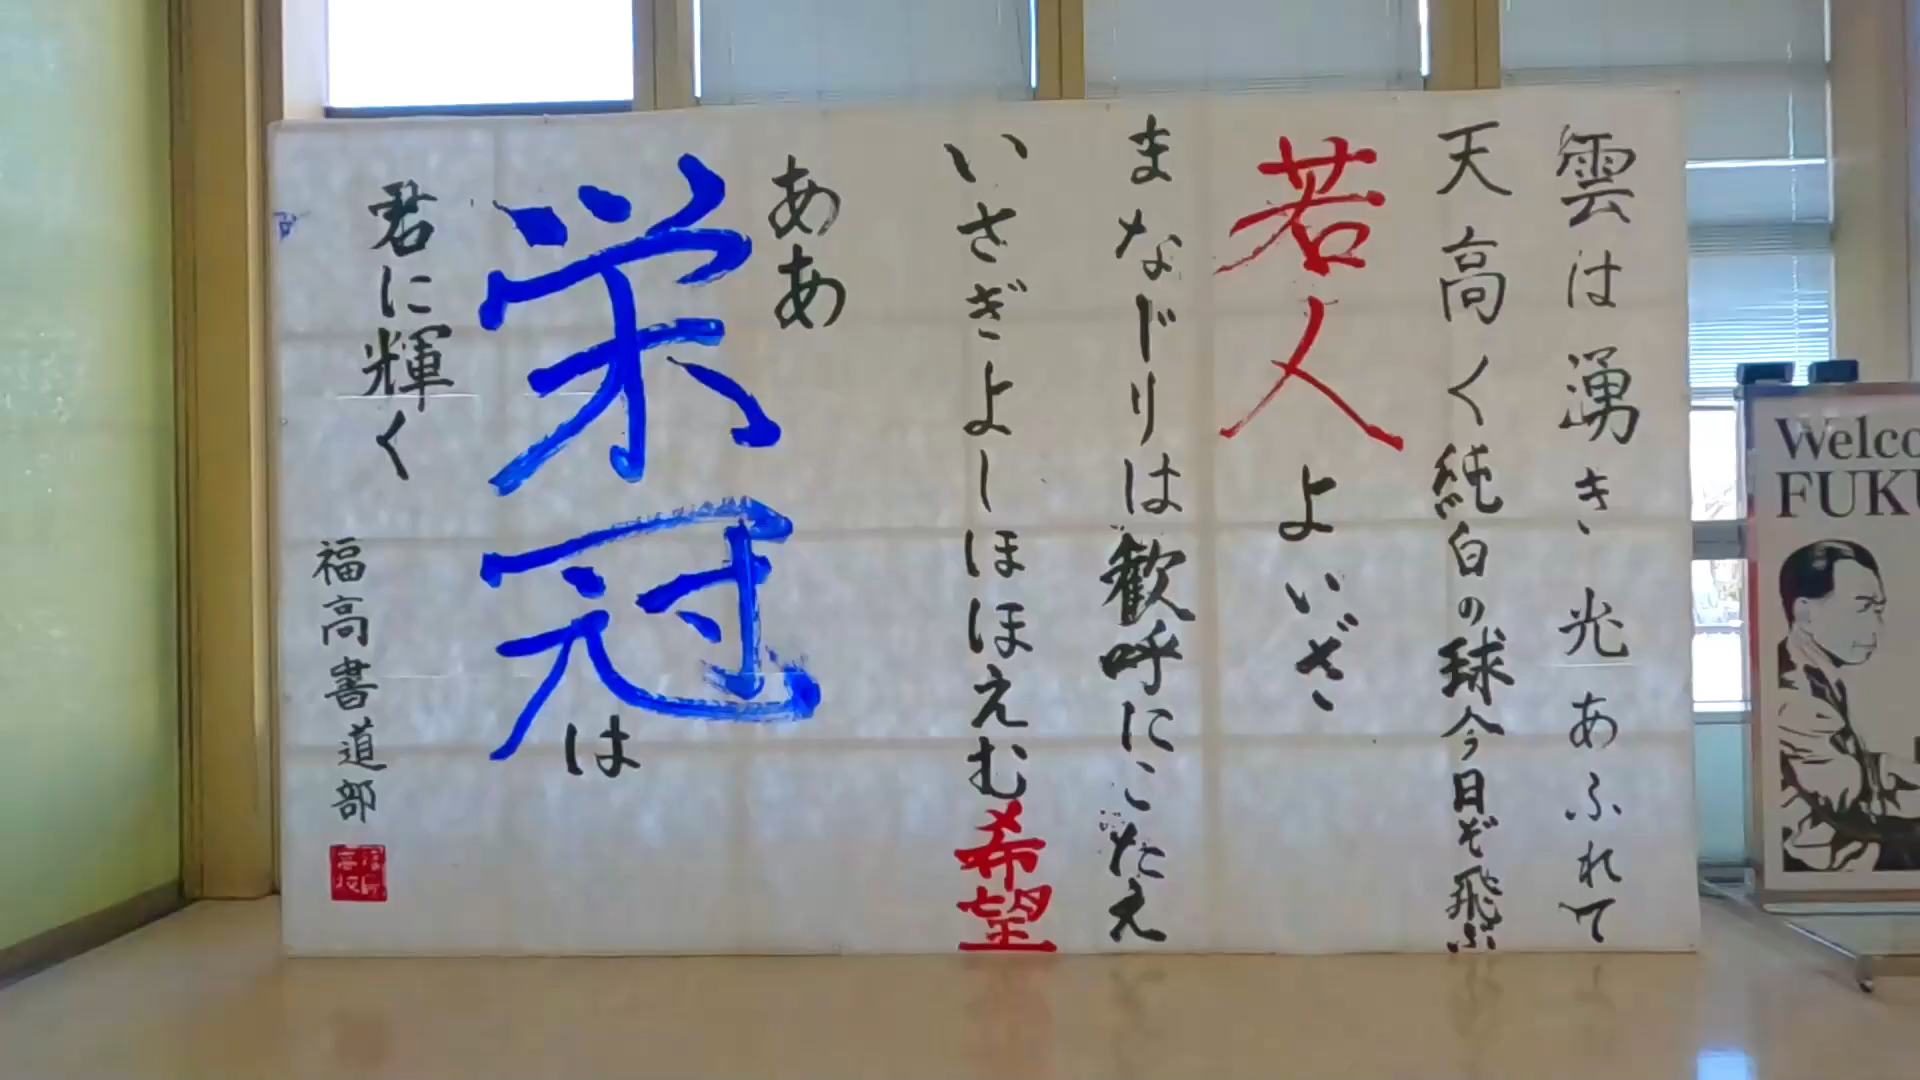 雲は湧き光あふれて
天高く純白の球今日ぞ飛ぶ
若人よいざ
まなじりは歓呼にこたえ
いさぎよしほほえむ希望
ああ
栄冠は
君に輝く
福高書道部
Welco
FUKU